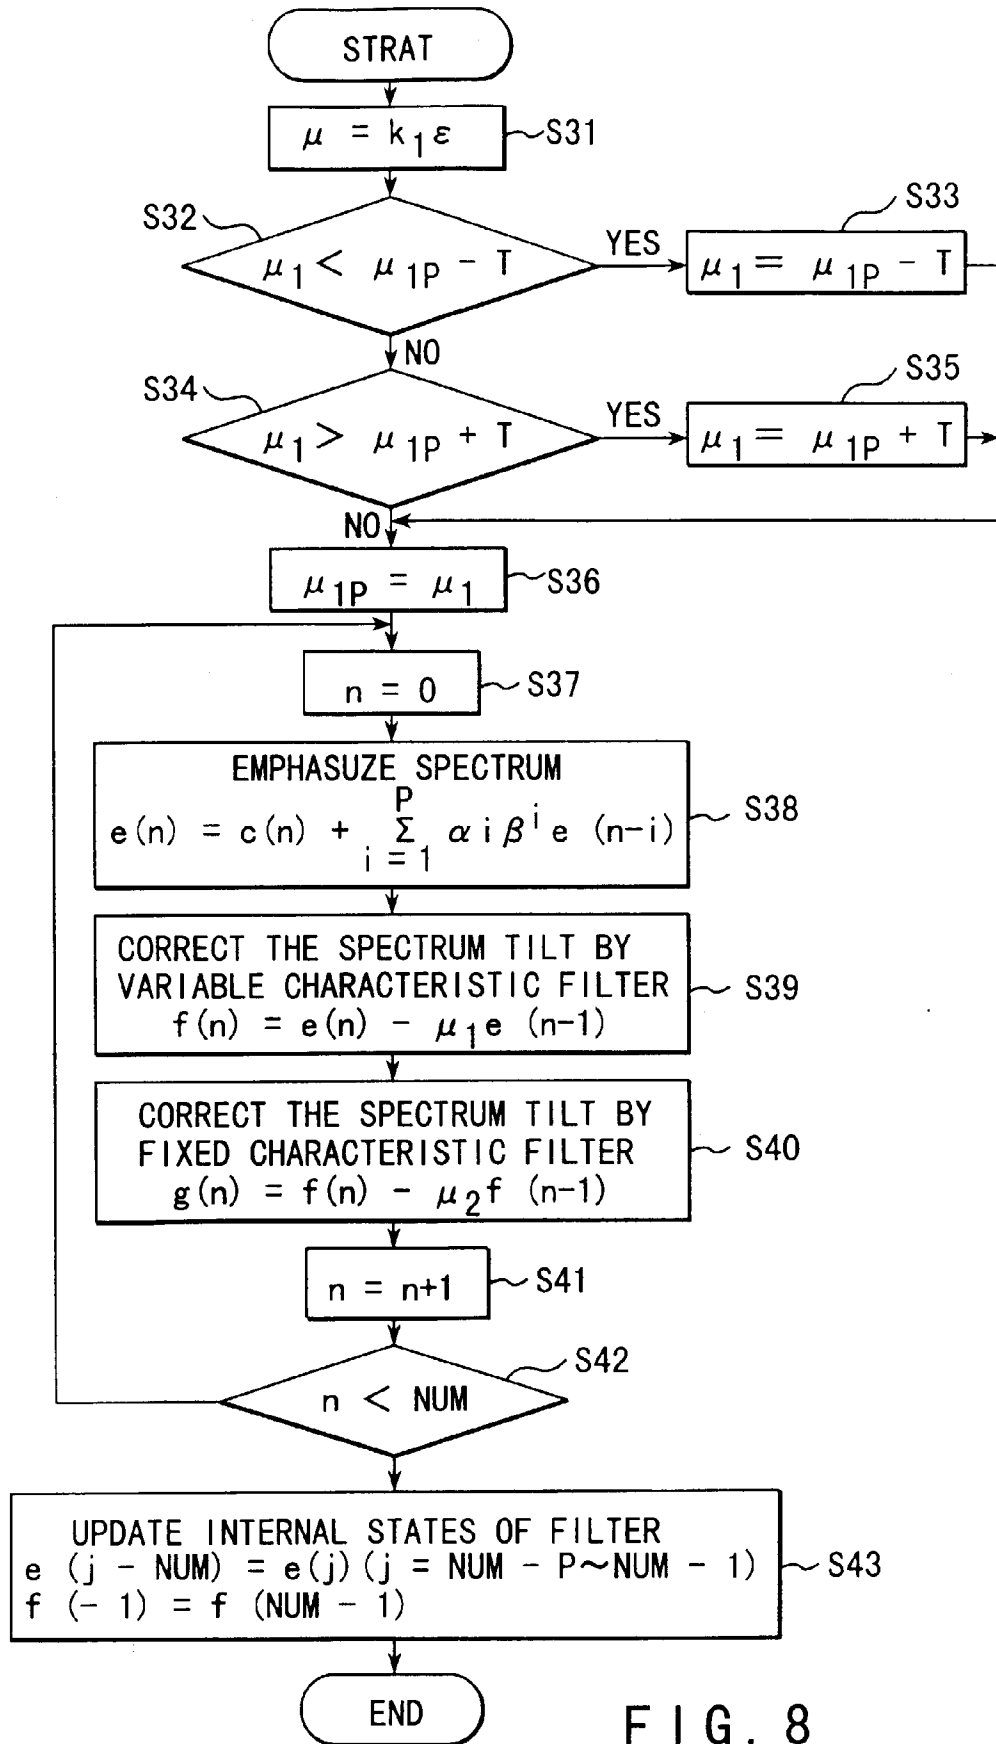 STRAT
μ = k₁ε
S31
S32
μ₁ < μ₁P - T
YES
S33
μ₁ = μ₁P - T
NO
S34
μ₁ > μ₁P + T
YES
S35
μ₁ = μ₁P + T
NO
μ₁P = μ₁
S36
n = 0
S37
EMPHASUZE SPECTRUM
P
e(n) = c(n) + Σ α i β^i e (n-i)
i = 1
S38
CORRECT THE SPECTRUM TILT BY
VARIABLE CHARACTERISTIC FILTER
f(n) = e(n) - μ₁e (n-1)
S39
CORRECT THE SPECTRUM TILT BY
FIXED CHARACTERISTIC FILTER
g(n) = f(n) - μ₂f (n-1)
S40
n = n+1
S41
S42
n < NUM
UPDATE INTERNAL STATES OF FILTER
e (j - NUM) = e(j) (j = NUM - P~NUM - 1)
f (- 1) = f (NUM - 1)
S43
END
FIG. 8